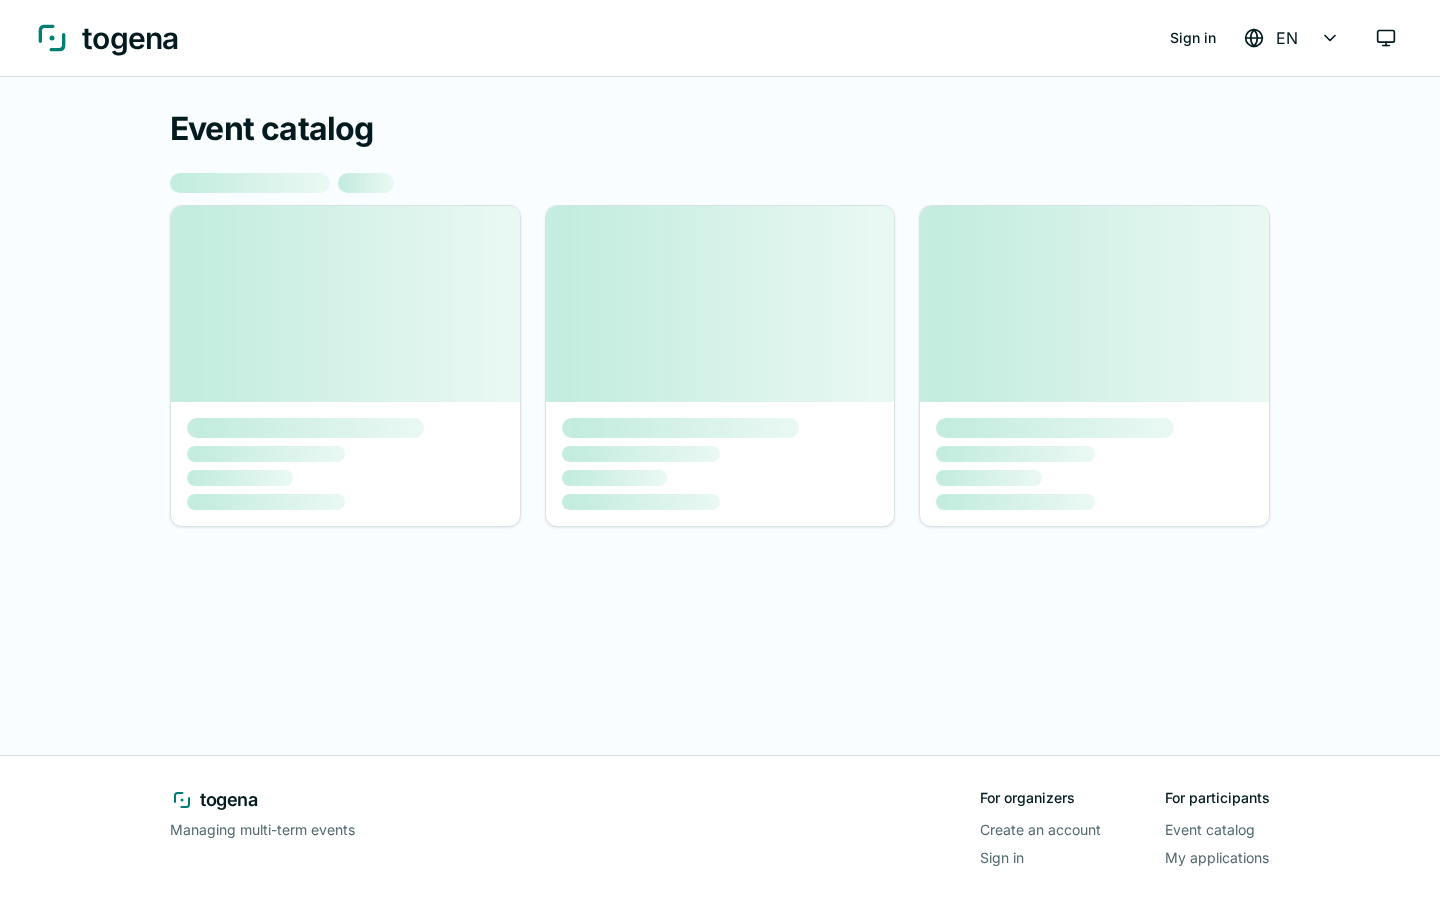 togena
Sign in
EN
Event catalog
togena
Managing multi-term events
For organizers
Create an account
Sign in
For participants
Event catalog
My applications